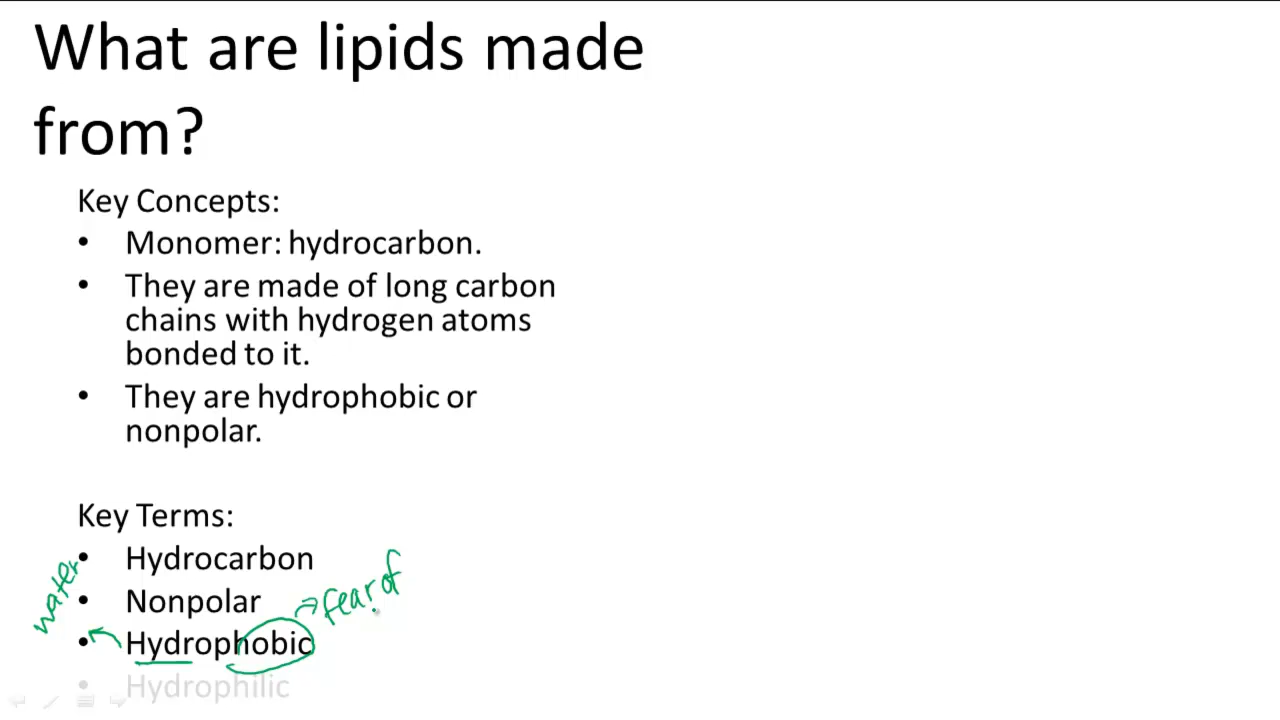 What are lipids made
from?
Key Concepts:
• Monomer: hydrocarbon.
• They are made of long carbon
chains with hydrogen atoms
bonded to it.
• They are hydrophobic or
nonpolar.
Key Terms:
• Hydrocarbon
water
• Nonpolar
fear of
• Hydrophobic
• Hydrophilic